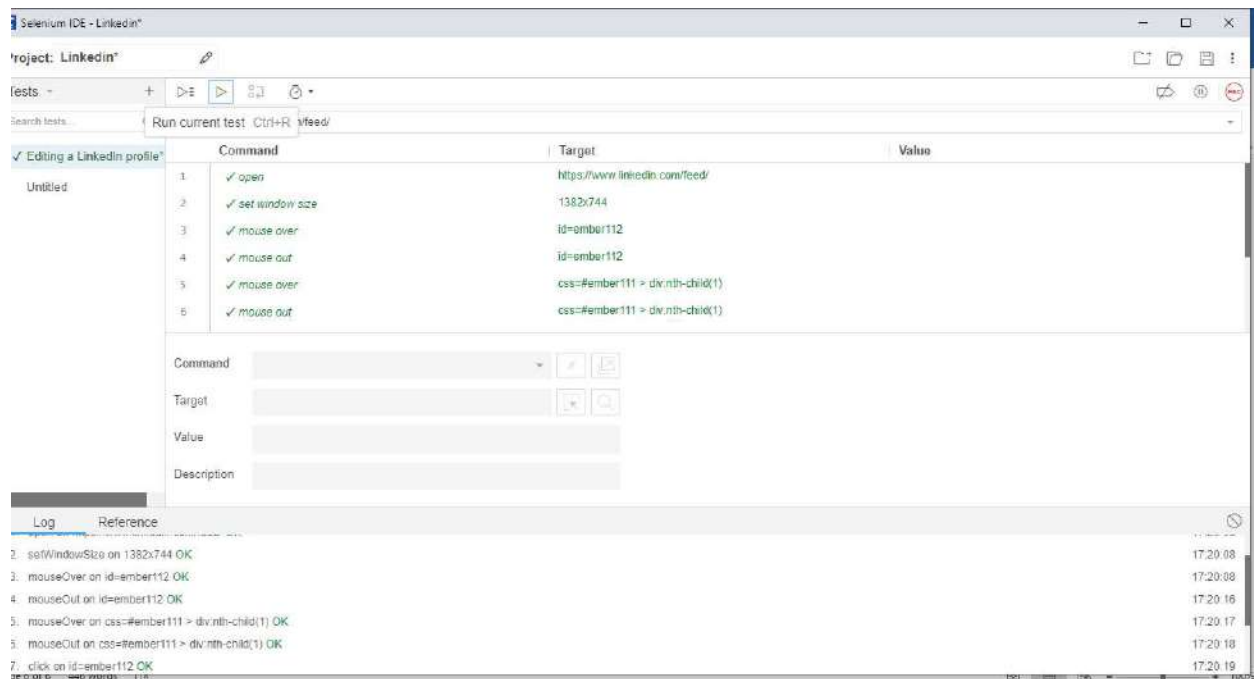 Selenium IDE - Linkedin*
Project: Linkedin*
Tests
Search tests...
Run current test Ctrl+R
/feed/
Command Target Value
✓ Editing a LinkedIn profile*
Untitled
1 ✓ open https://www.linkedin.com/feed/
2 ✓ set window size 1382x744
3 ✓ mouse over id=ember112
4 ✓ mouse out id=ember112
5 ✓ mouse over css=#ember111 > div:nth-child(1)
6 ✓ mouse out css=#ember111 > div:nth-child(1)
Command
Target
Value
Description
Log Reference
2. setWindowSize on 1382x744 OK 17:20:08
3. mouseOver on id=ember112 OK 17:20:08
4. mouseOut on id=ember112 OK 17:20:16
5. mouseOver on css=#ember111 > div:nth-child(1) OK 17:20:17
6. mouseOut on css=#ember111 > div:nth-child(1) OK 17:20:18
7. click on id=ember112 OK 17:20:19